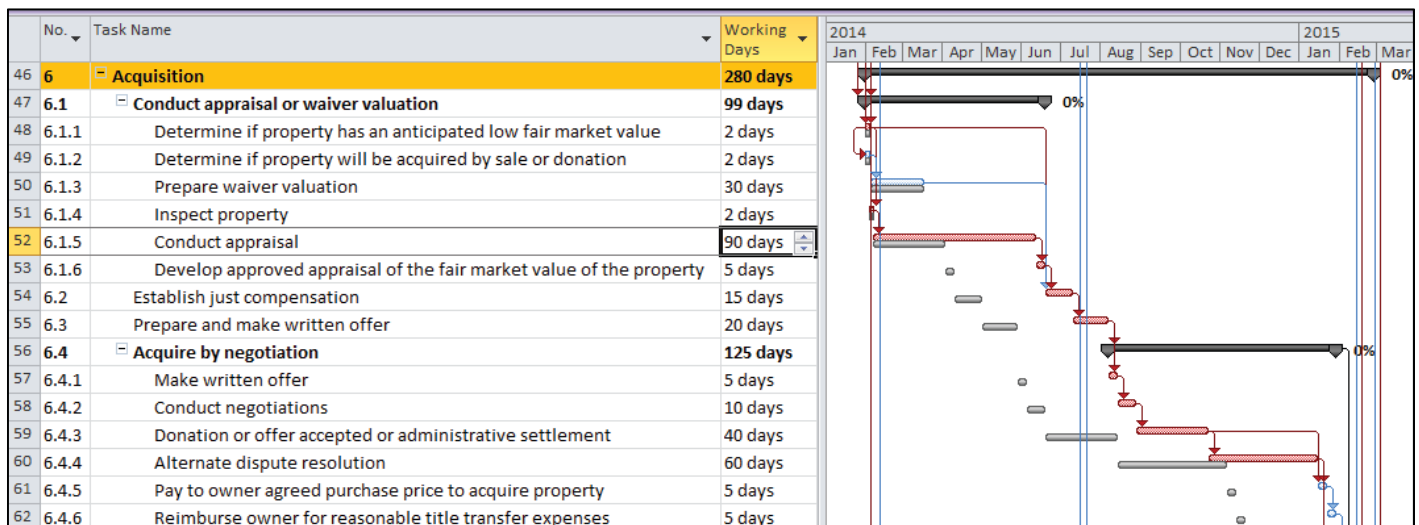 No. Task Name Working Days 2014 2015
Jan Feb Mar Apr May Jun Jul Aug Sep Oct Nov Dec Jan Feb Mar
46 6 Acquisition 280 days 0%
47 6.1 Conduct appraisal or waiver valuation 99 days 0%
48 6.1.1 Determine if property has an anticipated low fair market value 2 days
49 6.1.2 Determine if property will be acquired by sale or donation 2 days
50 6.1.3 Prepare waiver valuation 30 days
51 6.1.4 Inspect property 2 days
52 6.1.5 Conduct appraisal 90 days
53 6.1.6 Develop approved appraisal of the fair market value of the property 5 days
54 6.2 Establish just compensation 15 days
55 6.3 Prepare and make written offer 20 days
56 6.4 Acquire by negotiation 125 days 0%
57 6.4.1 Make written offer 5 days
58 6.4.2 Conduct negotiations 10 days
59 6.4.3 Donation or offer accepted or administrative settlement 40 days
60 6.4.4 Alternate dispute resolution 60 days
61 6.4.5 Pay to owner agreed purchase price to acquire property 5 days
62 6.4.6 Reimburse owner for reasonable title transfer expenses 5 days